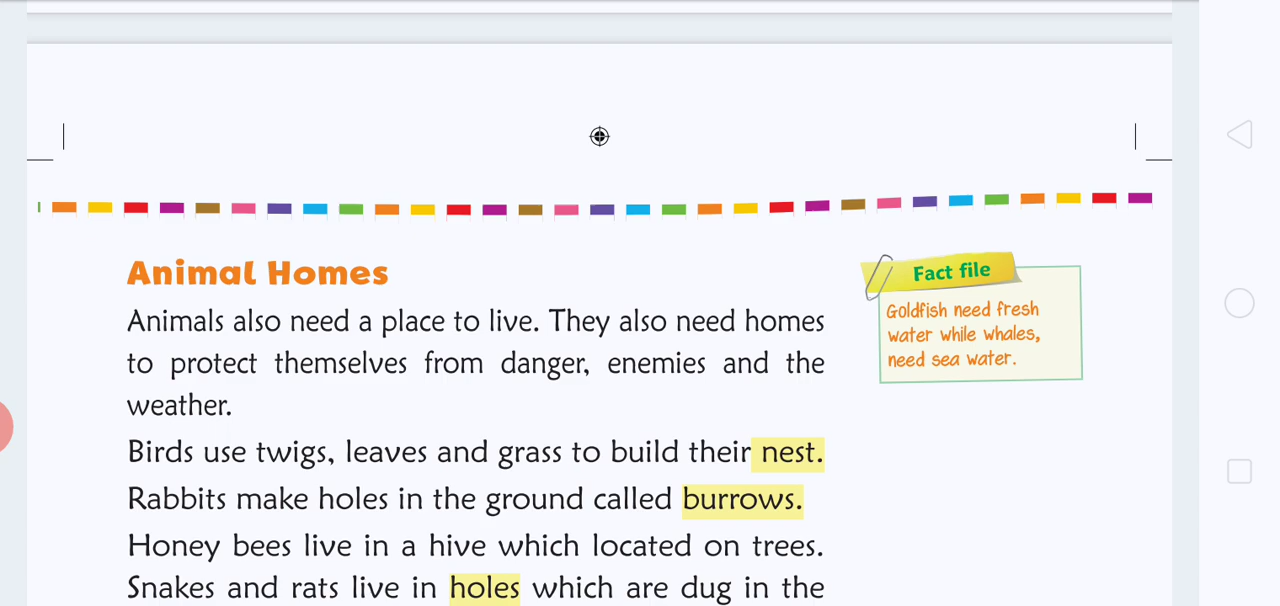 Animal Homes
Animals also need a place to live. They also need homes
to protect themselves from danger, enemies and the
weather.
Birds use twigs, leaves and grass to build their nest.
Rabbits make holes in the ground called burrows.
Honey bees live in a hive which located on trees.
Snakes and rats live in holes which are dug in the
Fact file
Goldfish need fresh
water while whales,
need sea water.